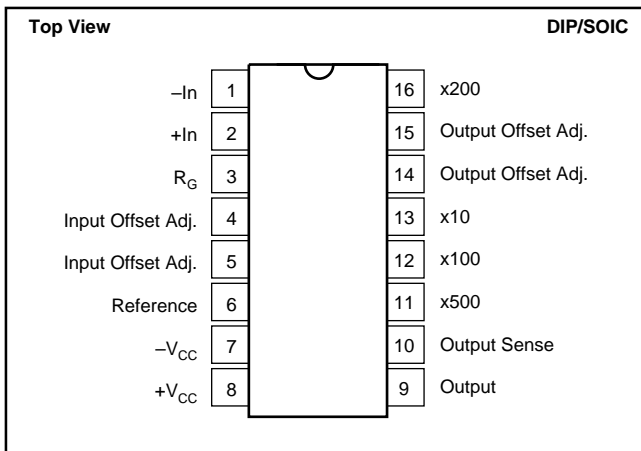 Top View DIP/SOIC
–In 1 16 x200
+In 2 15 Output Offset Adj.
RG 3 14 Output Offset Adj.
Input Offset Adj. 4 13 x10
Input Offset Adj. 5 12 x100
Reference 6 11 x500
–VCC 7 10 Output Sense
+VCC 8 9 Output